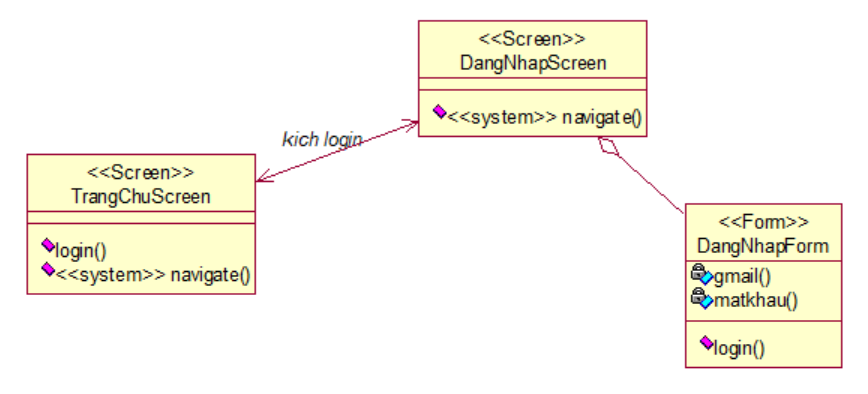 <<Screen>>
DangNhapScreen
<<system>> navigate()
kich login
<<Screen>>
TrangChuScreen
login()
<<system>> navigate()
<<Form>>
DangNhapForm
gmail()
matkhau()
login()